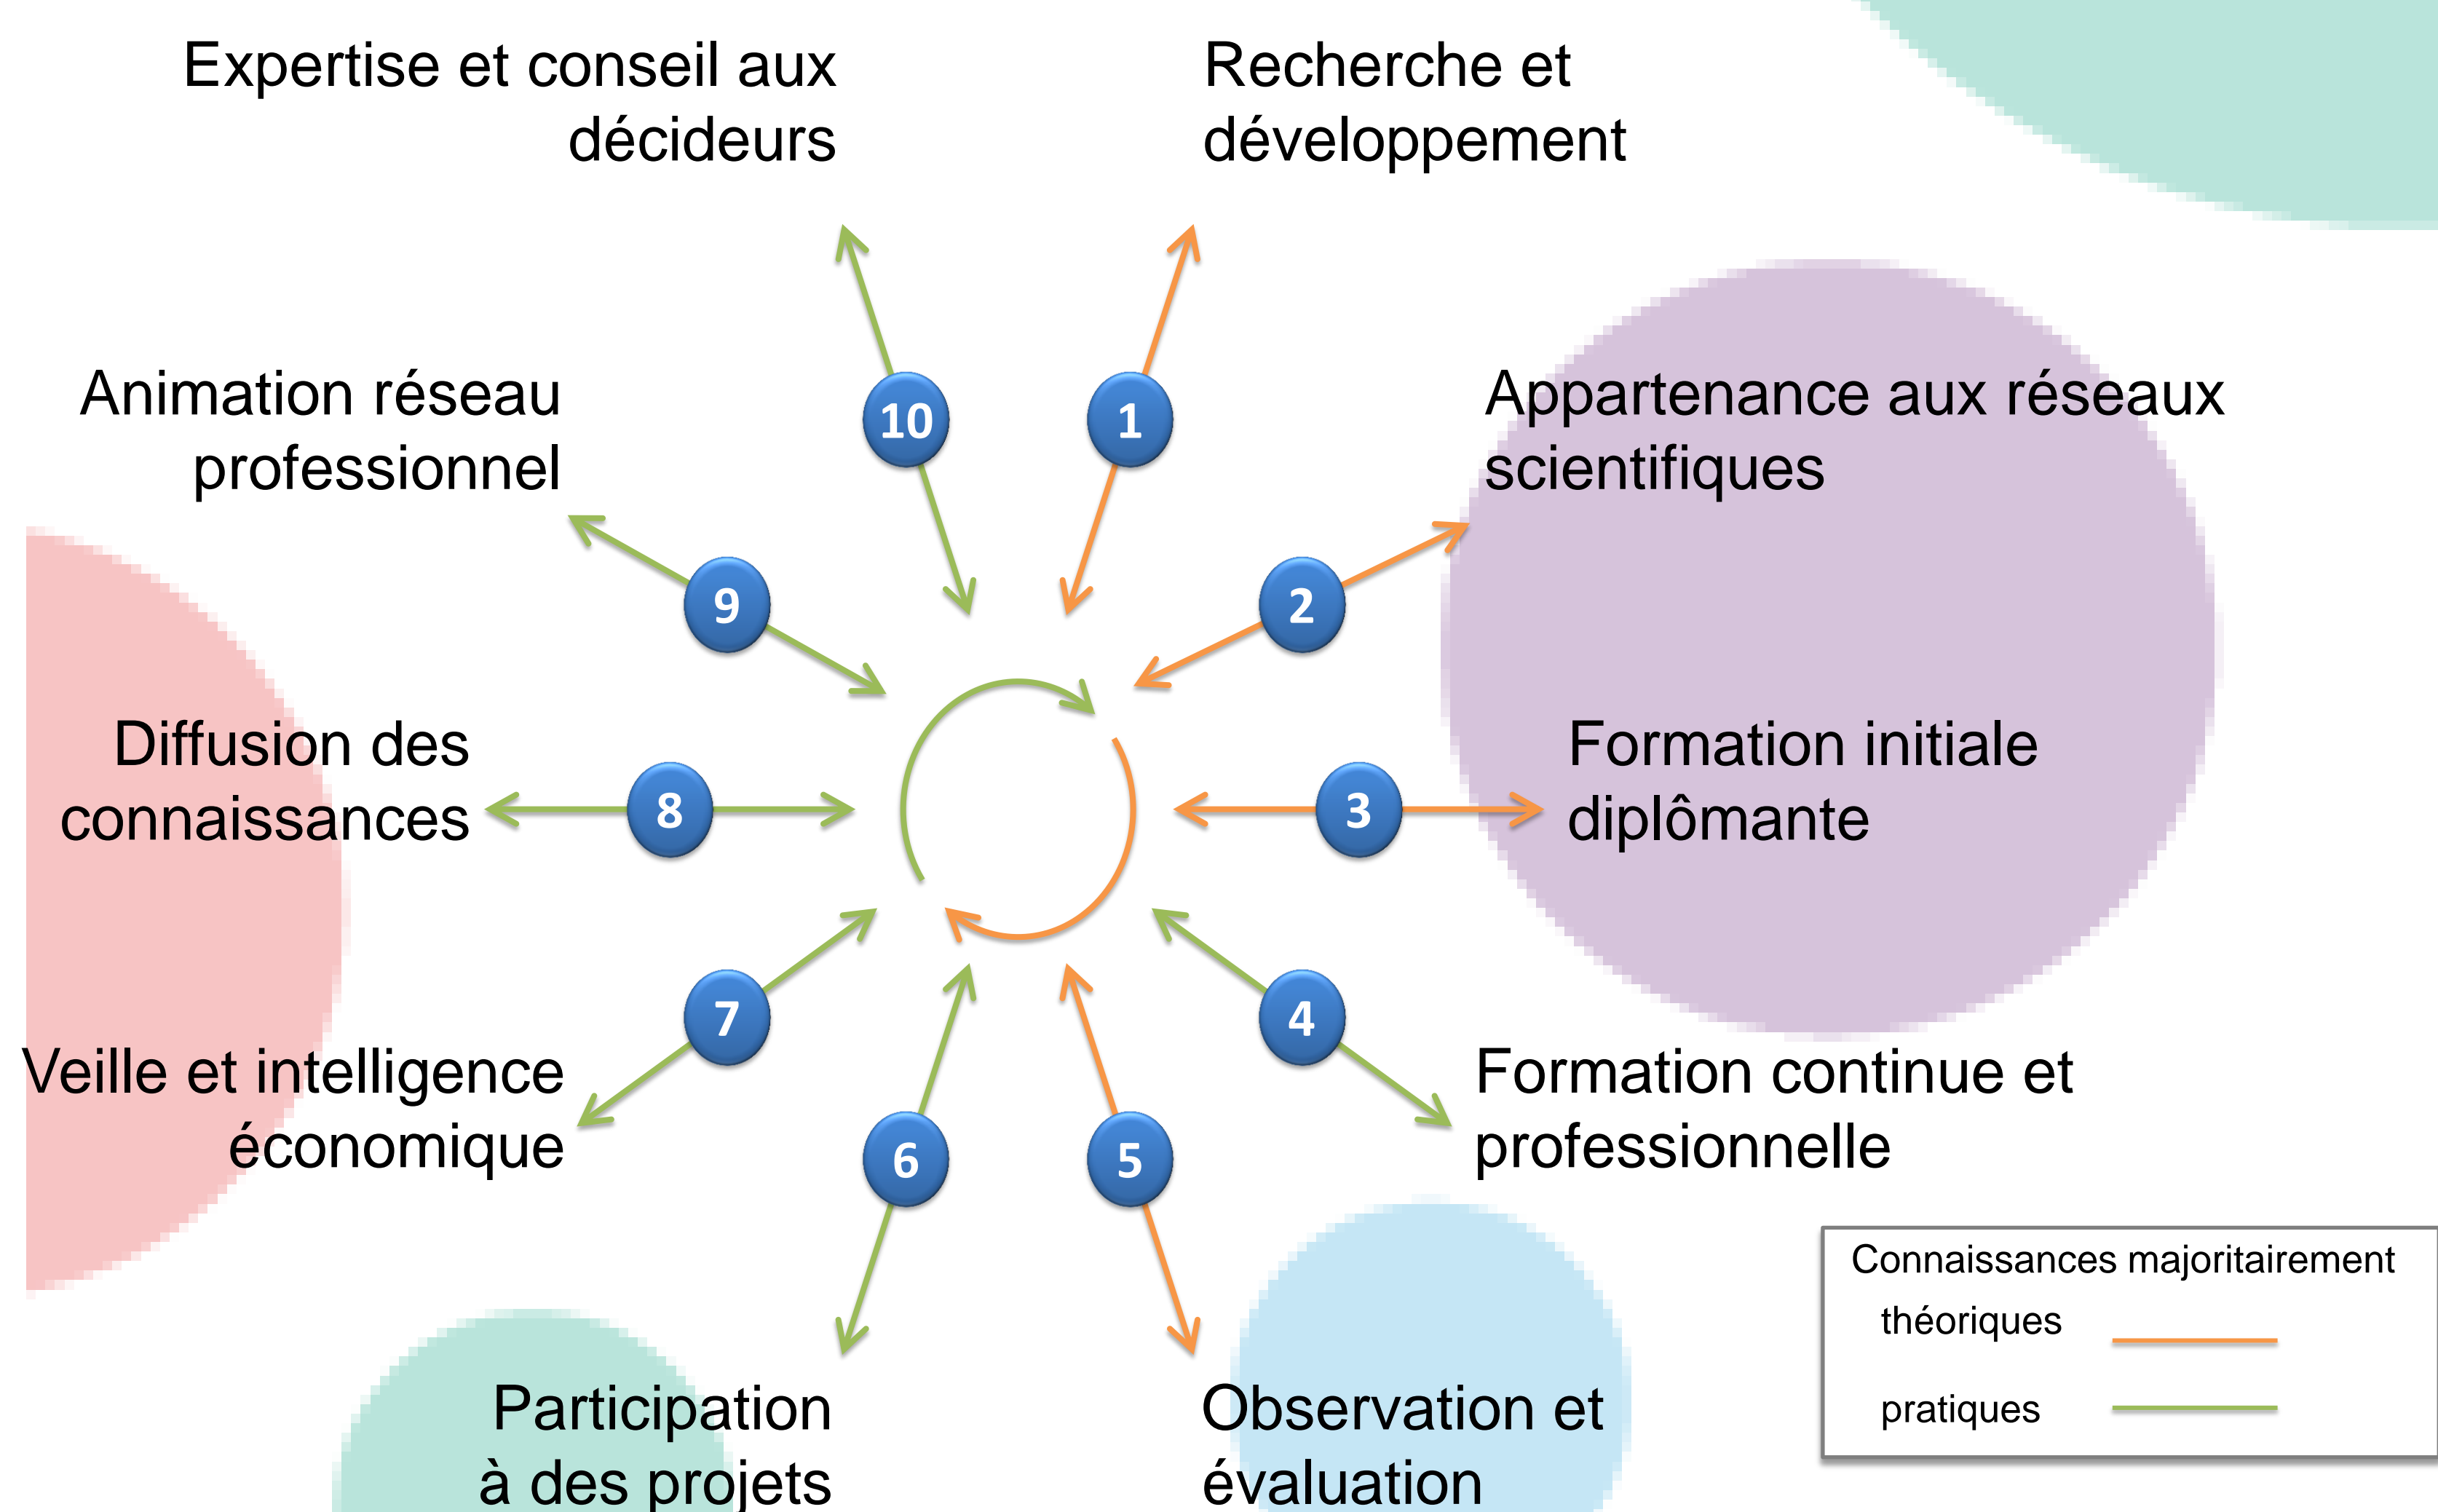 Expertise et conseil aux
décideurs
Recherche et
développement
Animation réseau
professionnel
10
1
Appartenance aux réseaux
scientifiques
9
2
Diffusion des
connaissances
8
3
Formation initiale
diplômante
Veille et intelligence
économique
7
4
Formation continue et
professionnelle
6
5
Participation
à des projets
Observation et
évaluation
Connaissances majoritairement
théoriques
pratiques